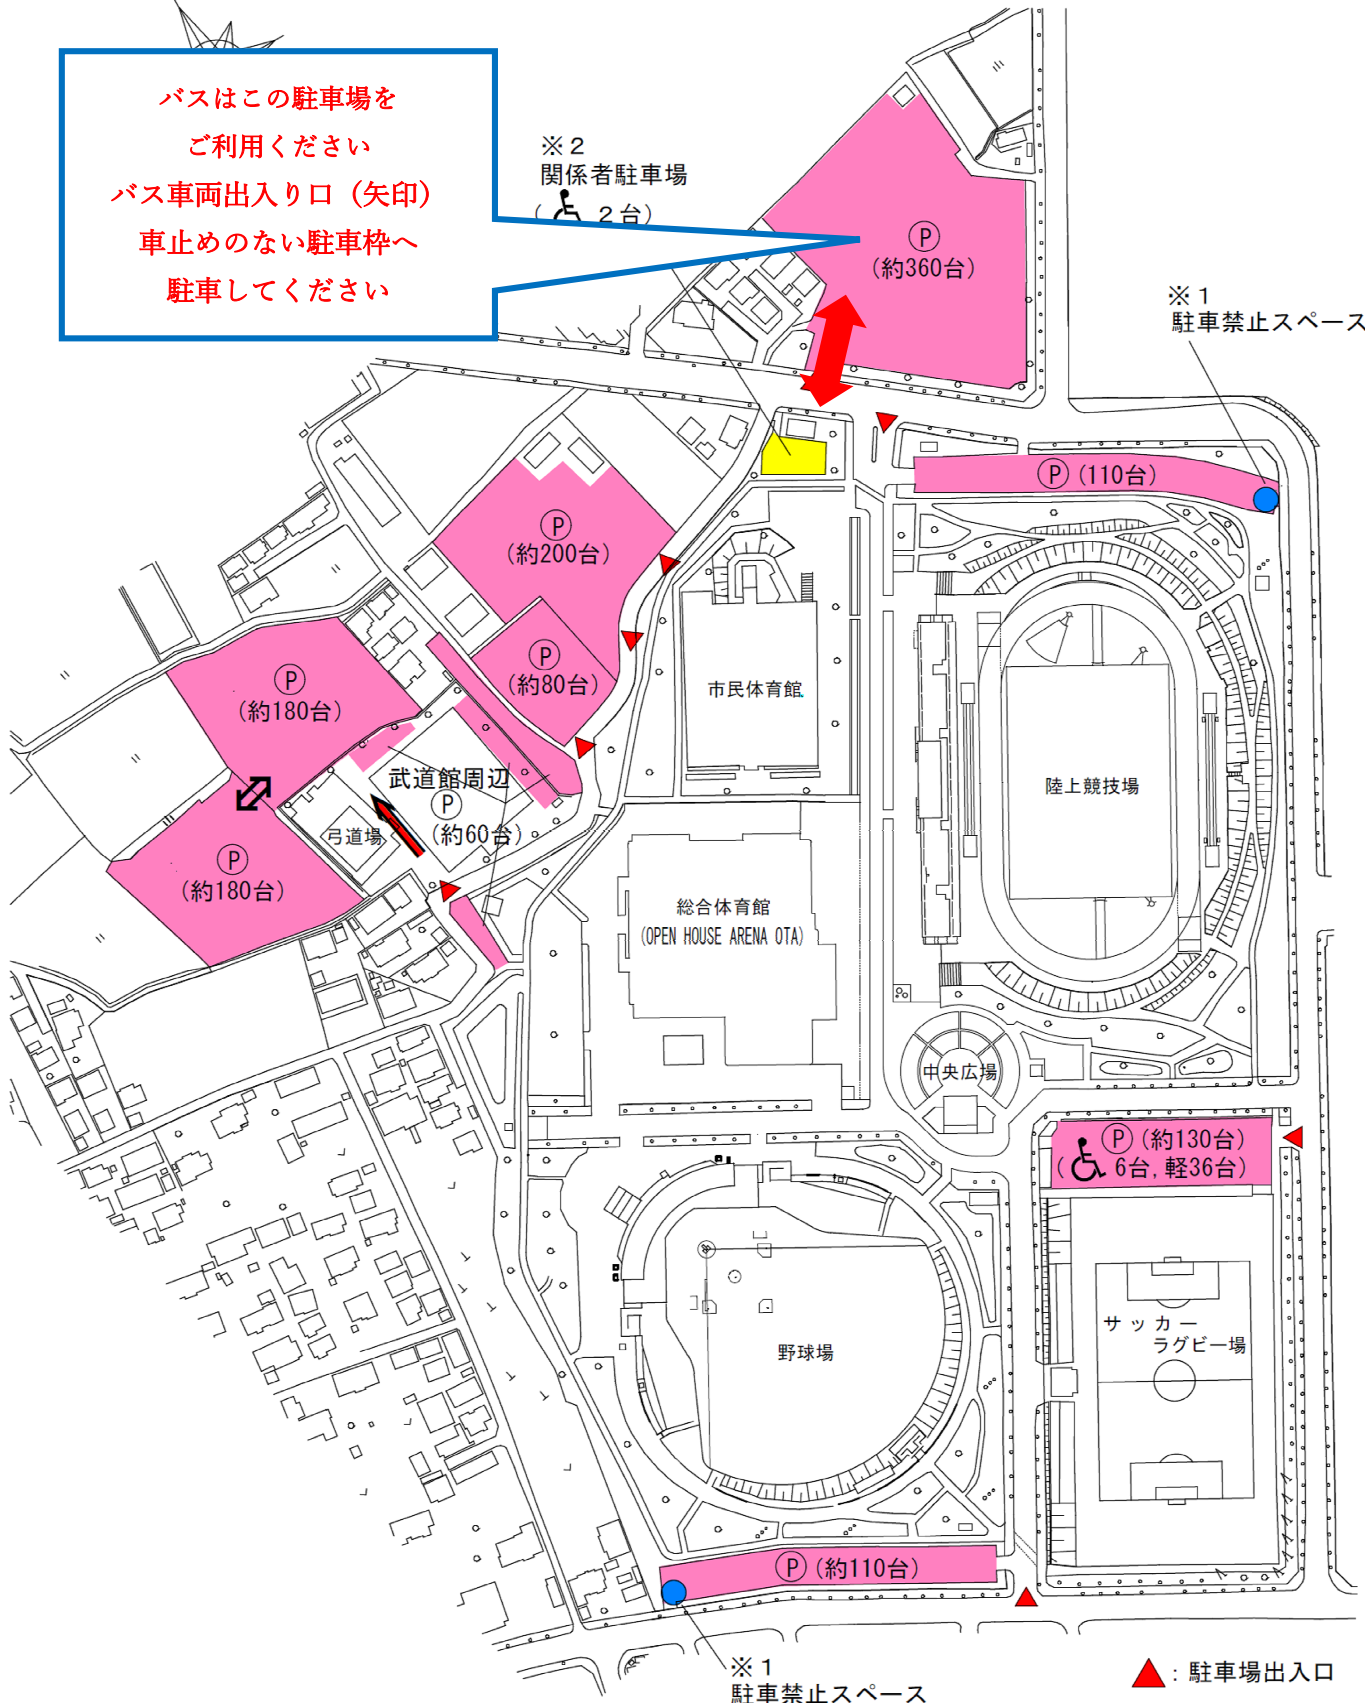 バスはこの駐車場を
ご利用ください
バス車両出入り口（矢印）
車止めのない駐車枠へ
駐車してください
※２
関係者駐車場
（ ２台）
Ｐ
（約360台）
※１
駐車禁止スペース
Ｐ（110台）
Ｐ
（約200台）
Ｐ
（約80台）
Ｐ
（約180台）
市民体育館
武道館周辺
Ｐ
（約60台）
弓道場
陸上競技場
Ｐ
（約180台）
総合体育館
(OPEN HOUSE ARENA OTA)
中央広場
Ｐ（約130台）
（ 6台,軽36台）
サッカー
ラグビー場
野球場
Ｐ（約110台）
※１
駐車禁止スペース
：駐車場出入口